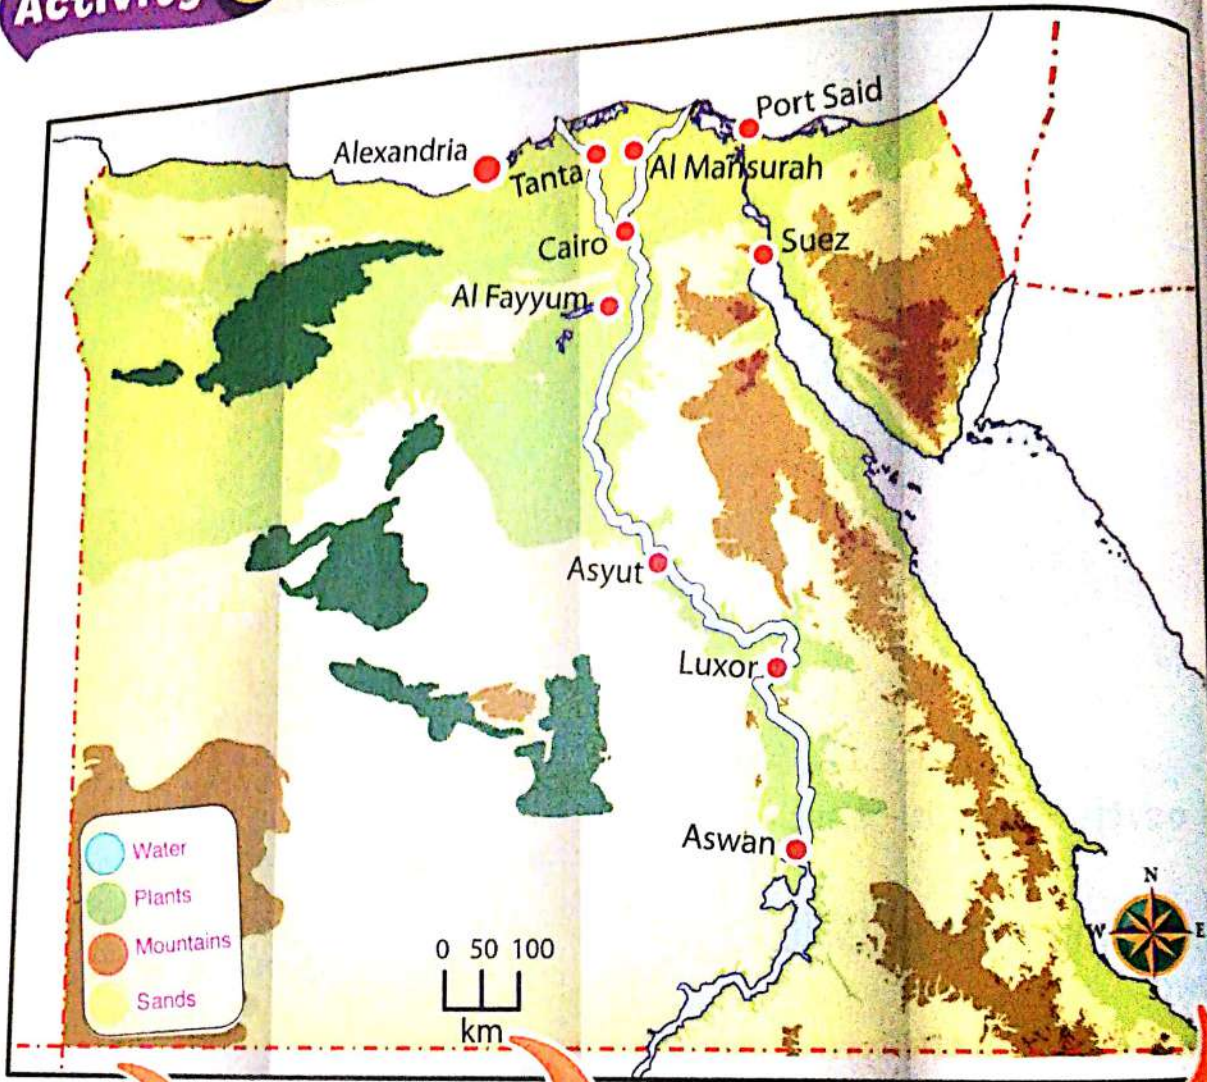 Activity
Port Said
Alexandria
Tanta
Al Mansurah
Cairo
Suez
Al Fayyum
Asyut
Luxor
Aswan
Water
Plants
Mountains
Sands
0 50 100
km
N
W
E